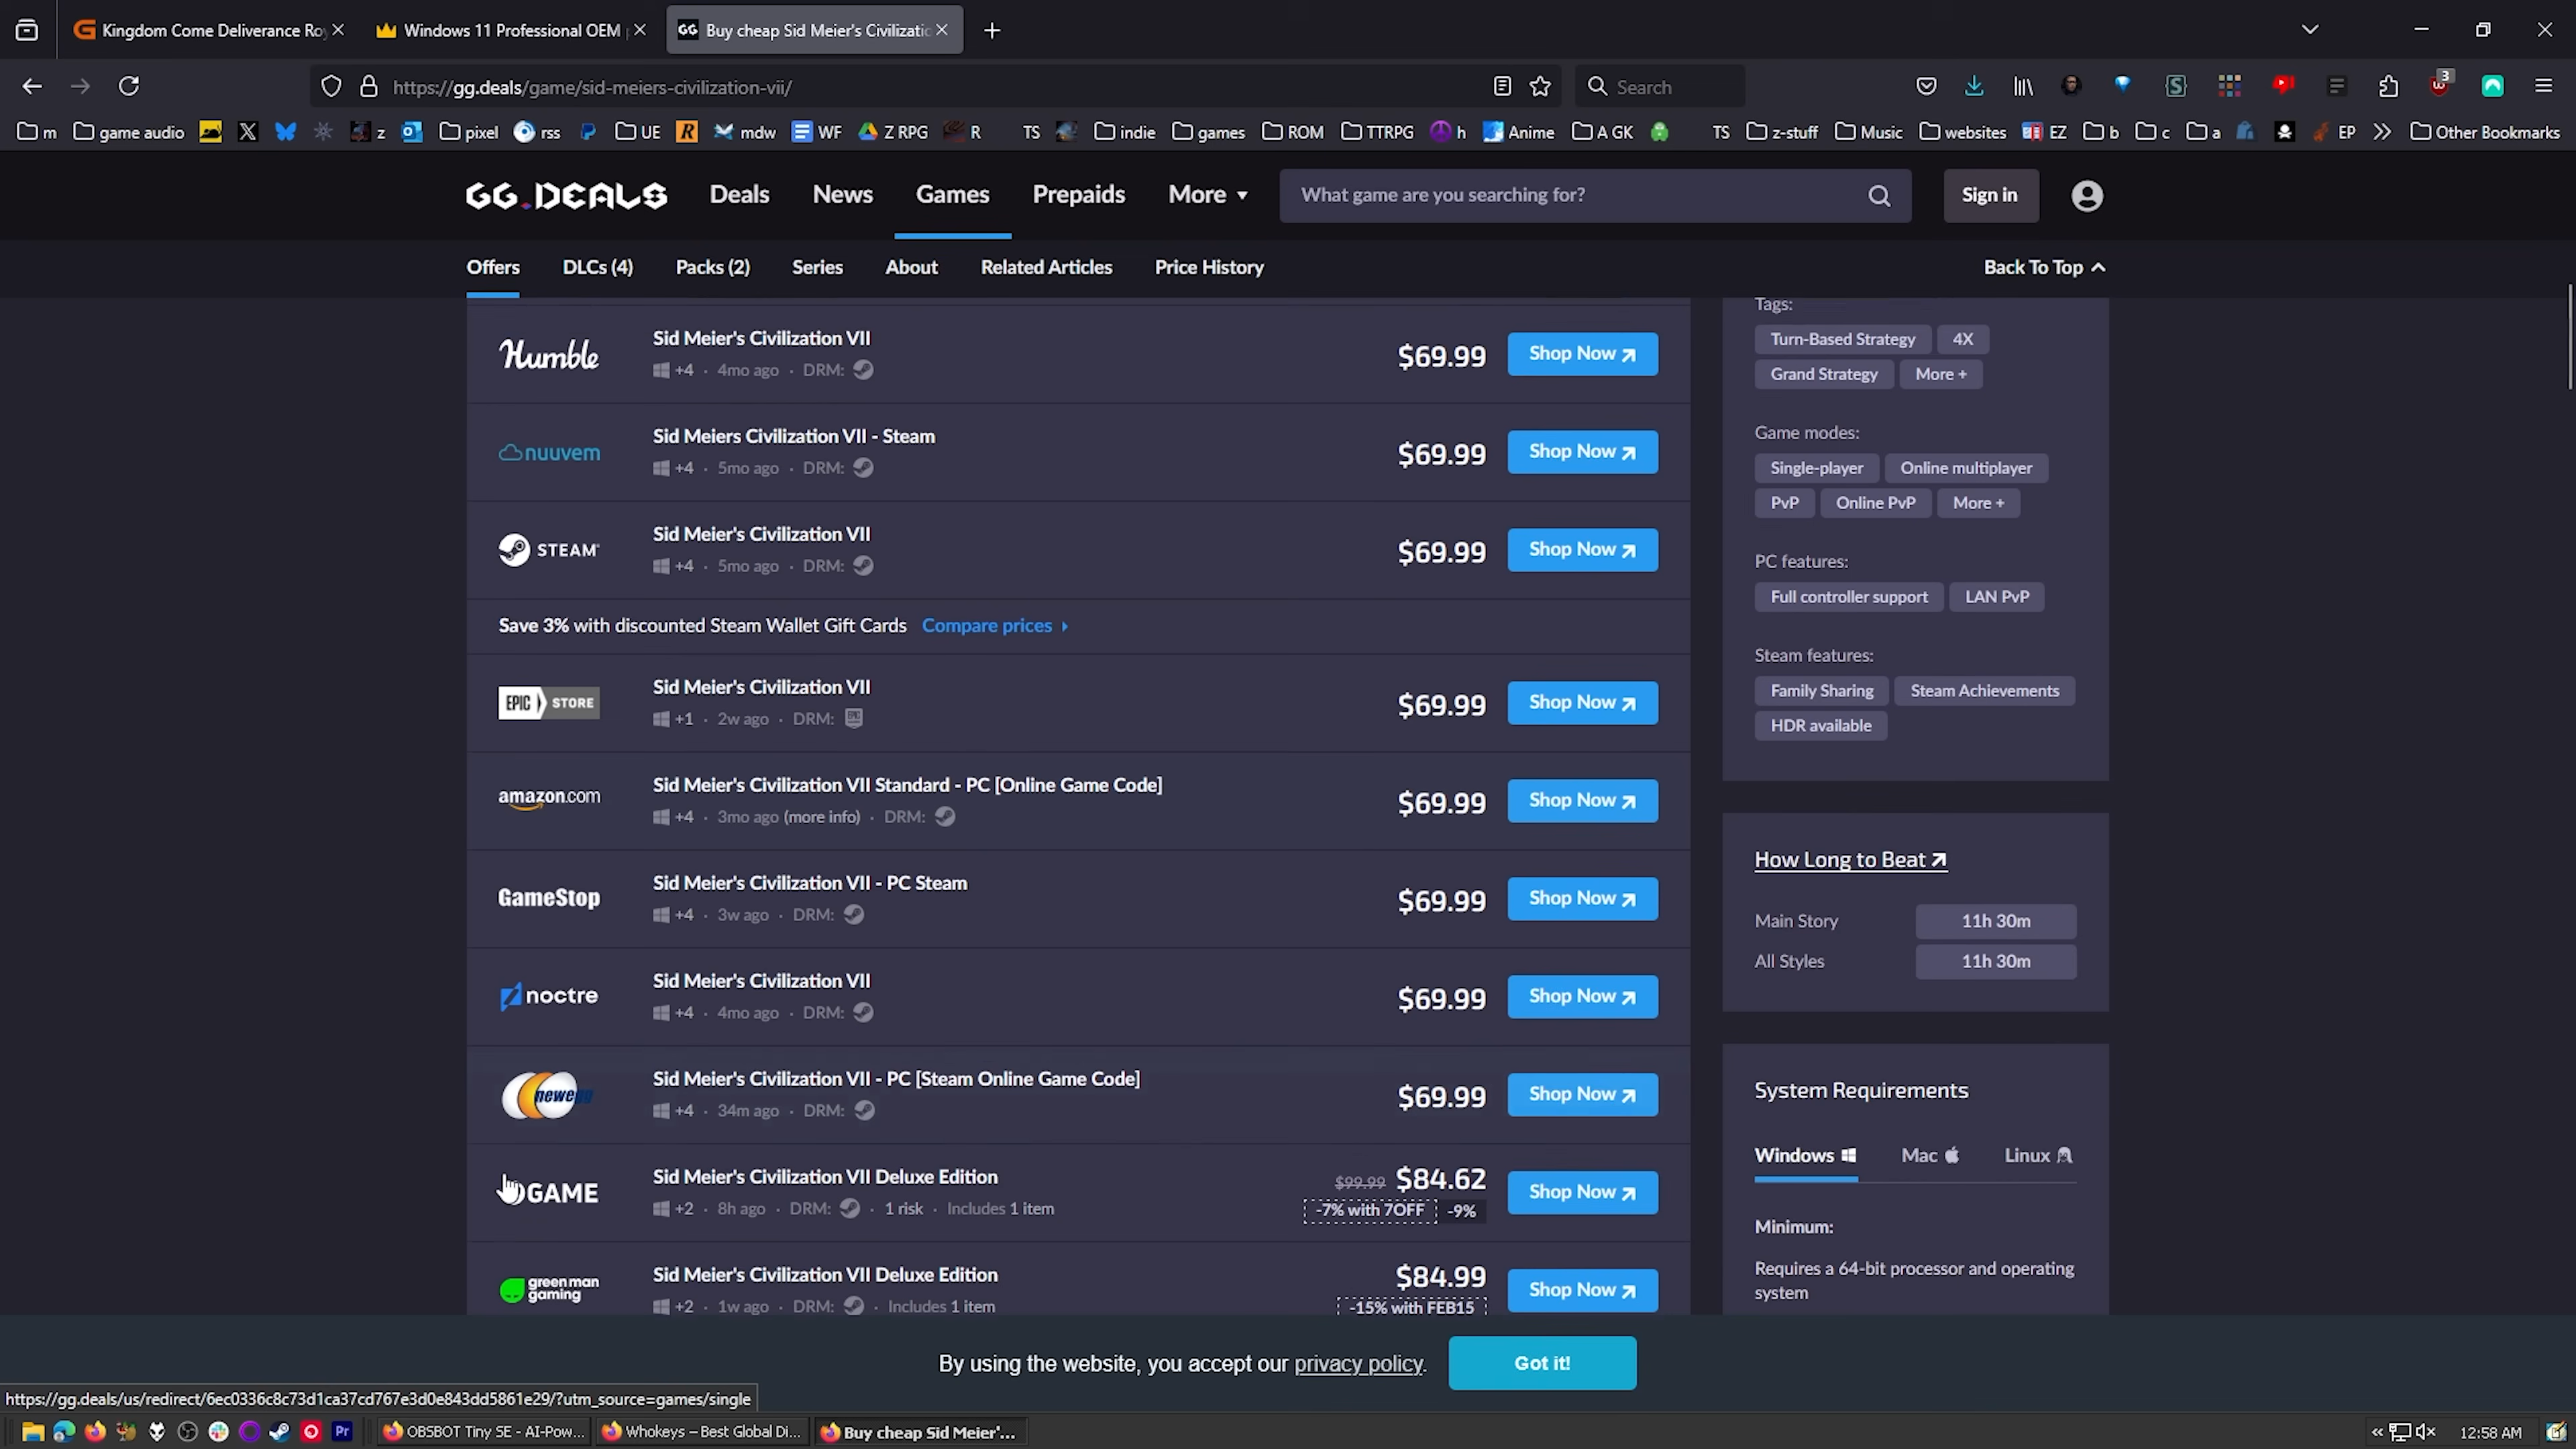 Kingdom Come Deliverance Roy
Windows 11 Professional OEM
GG Buy cheap Sid Meier's Civilizatio
https://gg.deals/game/sid-meiers-civilization-vii/
Search
3
m
game audio
z
pixel
rss
UE
R
mdw
WF
Z RPG
R
TS
indie
games
ROM
TTRPG
h
Anime
A GK
TS
z-stuff
Music
websites
EZ
b
c
a
EP
Other Bookmarks
GG.DEALS
Deals
News
Games
Prepaids
More
What game are you searching for?
Sign in
Offers
DLCs (4)
Packs (2)
Series
About
Related Articles
Price History
Back To Top
Humble
Sid Meier's Civilization VII
+4 · 4mo ago · DRM:
$69.99
Shop Now
nuuvem
Sid Meiers Civilization VII - Steam
+4 · 5mo ago · DRM:
$69.99
Shop Now
STEAM
Sid Meier's Civilization VII
+4 · 5mo ago · DRM:
$69.99
Shop Now
Save 3% with discounted Steam Wallet Gift Cards Compare prices
EPIC STORE
Sid Meier's Civilization VII
+1 · 2w ago · DRM:
$69.99
Shop Now
amazon.com
Sid Meier's Civilization VII Standard - PC [Online Game Code]
+4 · 3mo ago (more info) · DRM:
$69.99
Shop Now
GameStop
Sid Meier's Civilization VII - PC Steam
+4 · 3w ago · DRM:
$69.99
Shop Now
noctre
Sid Meier's Civilization VII
+4 · 4mo ago · DRM:
$69.99
Shop Now
newegg
Sid Meier's Civilization VII - PC [Steam Online Game Code]
+4 · 34m ago · DRM:
$69.99
Shop Now
GAME
Sid Meier's Civilization VII Deluxe Edition
+2 · 8h ago · DRM: · 1 risk · Includes 1 item
$99.99 $84.62
-7% with 7OFF -9%
Shop Now
green man
gaming
Sid Meier's Civilization VII Deluxe Edition
+2 · 1w ago · DRM: · Includes 1 item
$84.99
-15% with FEB15
Shop Now
Tags:
Turn-Based Strategy
4X
Grand Strategy
More +
Game modes:
Single-player
Online multiplayer
PvP
Online PvP
More +
PC features:
Full controller support
LAN PvP
Steam features:
Family Sharing
Steam Achievements
HDR available
How Long to Beat
Main Story 11h 30m
All Styles 11h 30m
System Requirements
Windows
Mac
Linux
Minimum:
Requires a 64-bit processor and operating
system
By using the website, you accept our privacy policy.
Got it!
https://gg.deals/us/redirect/6ec0336c8c73d1ca37cd767e3d0e843dd5861e29/?utm_source=games/single
Pr
OBSBOT Tiny SE - AI-Pow...
Whokeys – Best Global Di...
Buy cheap Sid Meier'...
12:58 AM